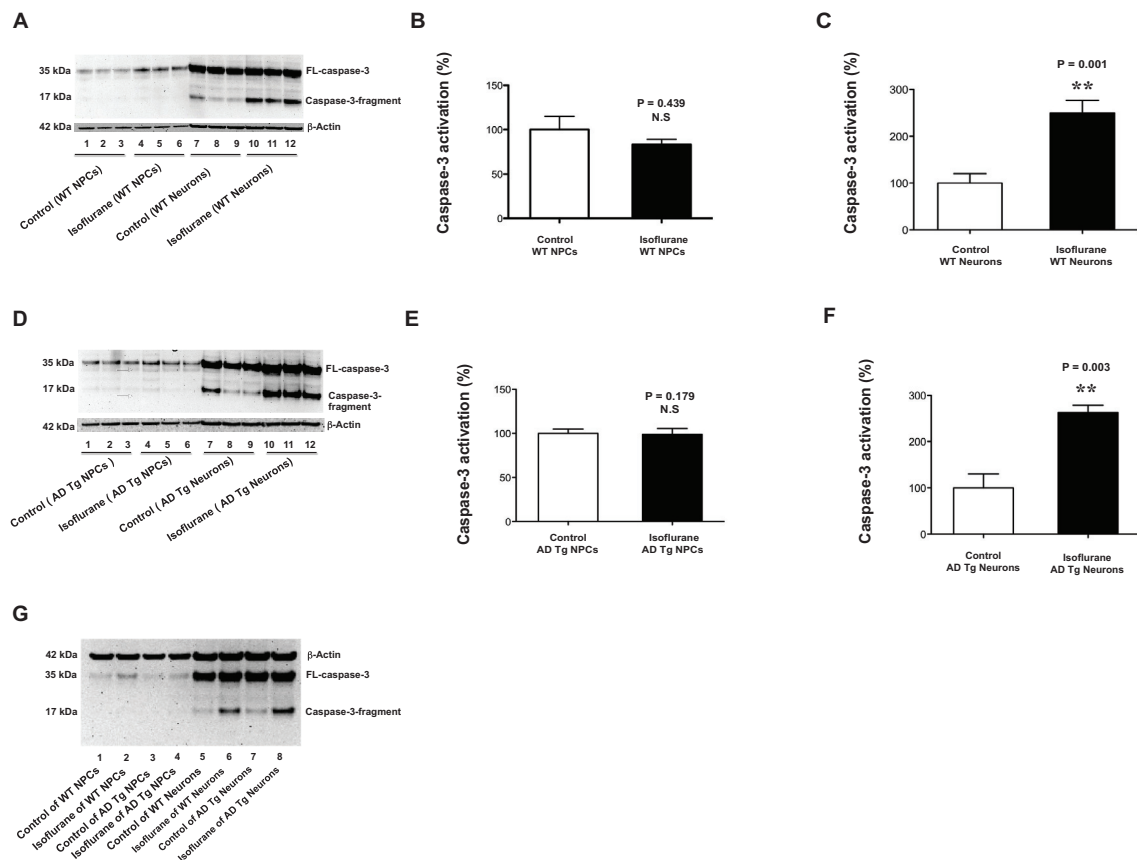 A
35 kDa
FL-caspase-3
17 kDa
Caspase-3-fragment
42 kDa
β-Actin
1 2 3 4 5 6 7 8 9 10 11 12
Control (WT NPCs)
Isoflurane (WT NPCs)
Control (WT Neurons)
Isoflurane (WT Neurons)
B
Caspase-3 activation (%)
150
100
50
0
P = 0.439
N.S
Control
WT NPCs
Isoflurane
WT NPCs
C
Caspase-3 activation (%)
300
200
100
0
P = 0.001
**
Control
WT Neurons
Isoflurane
WT Neurons
D
35 kDa
FL-caspase-3
17 kDa
Caspase-3-
fragment
42 kDa
β-Actin
1 2 3 4 5 6 7 8 9 10 11 12
Control ( AD Tg NPCs )
Isoflurane ( AD Tg NPCs)
Control ( AD Tg Neurons)
Isoflurane ( AD Tg Neurons)
E
Caspase-3 activation (%)
150
100
50
0
P = 0.179
N.S
Control
AD Tg NPCs
Isoflurane
AD Tg NPCs
F
Caspase-3 activation (%)
300
200
100
0
P = 0.003
**
Control
AD Tg Neurons
Isoflurane
AD Tg Neurons
G
42 kDa
β-Actin
35 kDa
FL-caspase-3
17 kDa
Caspase-3-fragment
1 2 3 4 5 6 7 8
Control of WT NPCs
Isoflurane of WT NPCs
Control of AD Tg NPCs
Isoflurane of AD Tg NPCs
Control of WT Neurons
Isoflurane of WT Neurons
Control of AD Tg Neurons
Isoflurane of AD Tg Neurons